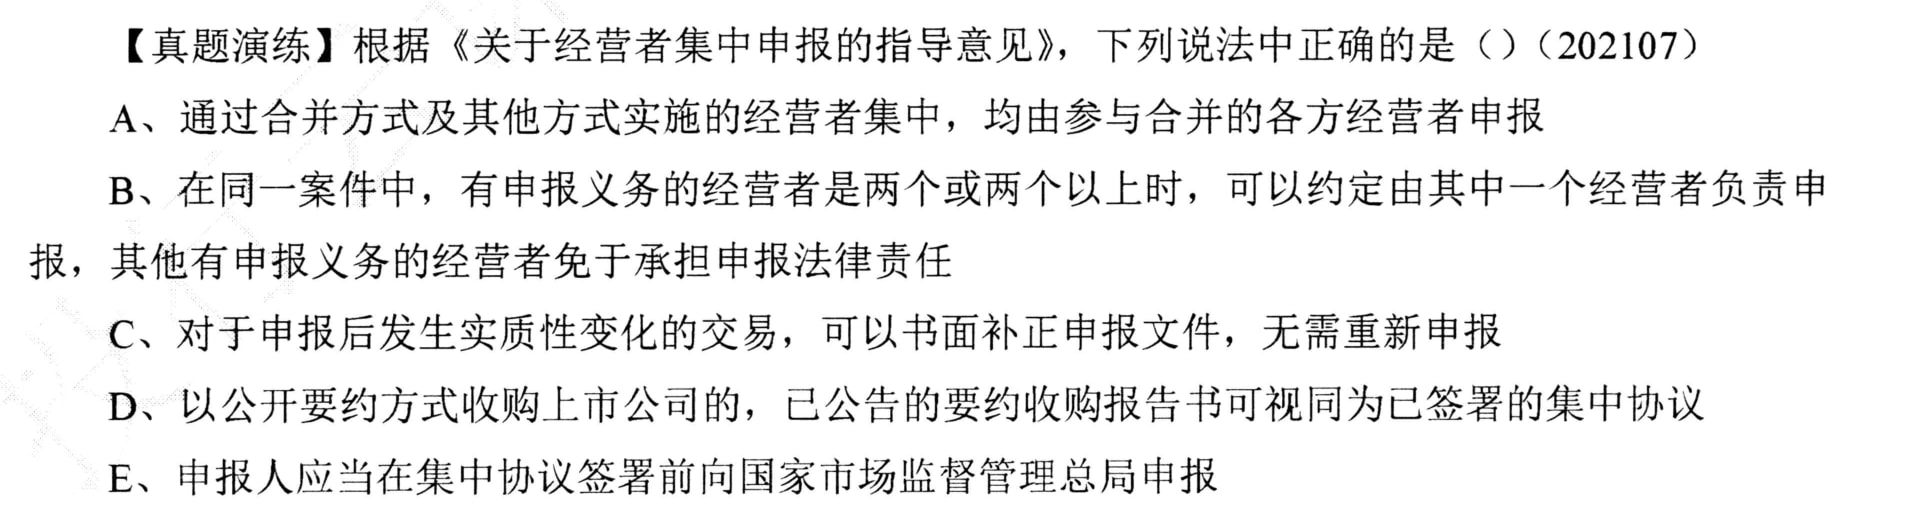 【真题演练】根据《关于经营者集中申报的指导意见》，下列说法中正确的是（）（202107）
A、通过合并方式及其他方式实施的经营者集中，均由参与合并的各方经营者申报
B、在同一案件中，有申报义务的经营者是两个或两个以上时，可以约定由其中一个经营者负责申
报，其他有申报义务的经营者免于承担申报法律责任
C、对于申报后发生实质性变化的交易，可以书面补正申报文件，无需重新申报
D、以公开要约方式收购上市公司的，已公告的要约收购报告书可视同为已签署的集中协议
E、申报人应当在集中协议签署前向国家市场监督管理总局申报